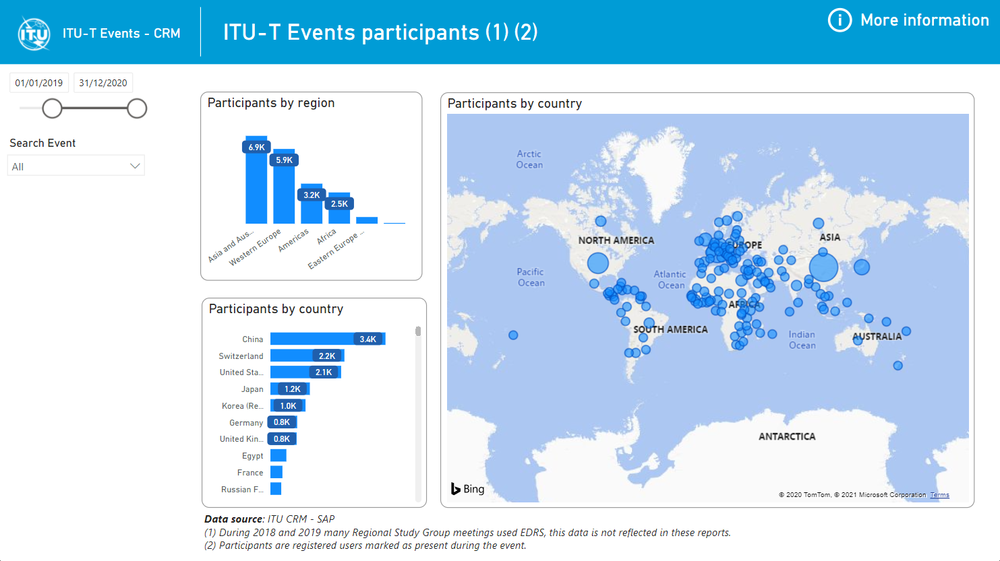 ITU
ITU-T Events - CRM
ITU-T Events participants (1) (2)
More information
01/01/2019
31/12/2020
Search Event
All
Participants by region
6.9K
5.9K
3.2K
2.5K
Asia and Aus...
Western Europe
Americas
Africa
Eastern Europe ...
Participants by country
China 3.4K
Switzerland 2.2K
United Sta... 2.1K
Japan 1.2K
Korea (Re... 1.0K
Germany 0.8K
United Kin... 0.8K
Egypt
France
Russian F...
Participants by country
Arctic
Ocean
NORTH AMERICA
EUROPE
ASIA
Pacific
Ocean
Atlantic
Ocean
AFRICA
SOUTH AMERICA
Indian
Ocean
AUSTRALIA
ANTARCTICA
Bing
© 2020 TomTom, © 2021 Microsoft Corporation Terms
Data source: ITU CRM - SAP
(1) During 2018 and 2019 many Regional Study Group meetings used EDRS, this data is not reflected in these reports.
(2) Participants are registered users marked as present during the event.